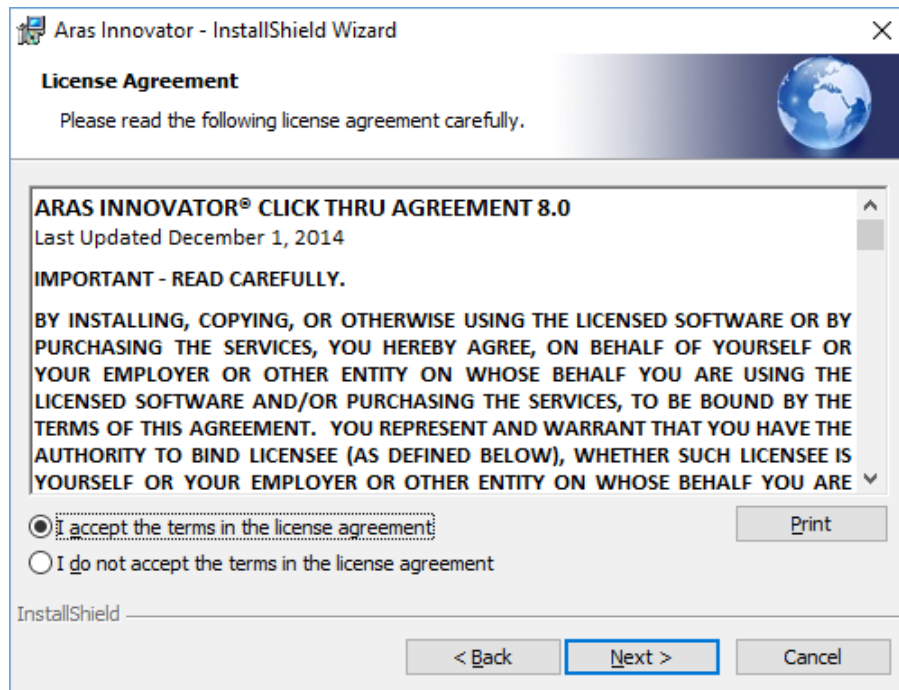 Aras Innovator - InstallShield Wizard
License Agreement
Please read the following license agreement carefully.
ARAS INNOVATOR® CLICK THRU AGREEMENT 8.0
Last Updated December 1, 2014
IMPORTANT - READ CAREFULLY.
BY INSTALLING, COPYING, OR OTHERWISE USING THE LICENSED SOFTWARE OR BY
PURCHASING THE SERVICES, YOU HEREBY AGREE, ON BEHALF OF YOURSELF OR
YOUR EMPLOYER OR OTHER ENTITY ON WHOSE BEHALF YOU ARE USING THE
LICENSED SOFTWARE AND/OR PURCHASING THE SERVICES, TO BE BOUND BY THE
TERMS OF THIS AGREEMENT. YOU REPRESENT AND WARRANT THAT YOU HAVE THE
AUTHORITY TO BIND LICENSEE (AS DEFINED BELOW), WHETHER SUCH LICENSEE IS
YOURSELF OR YOUR EMPLOYER OR OTHER ENTITY ON WHOSE BEHALF YOU ARE
I accept the terms in the license agreement
Print
I do not accept the terms in the license agreement
InstallShield
< Back
Next >
Cancel